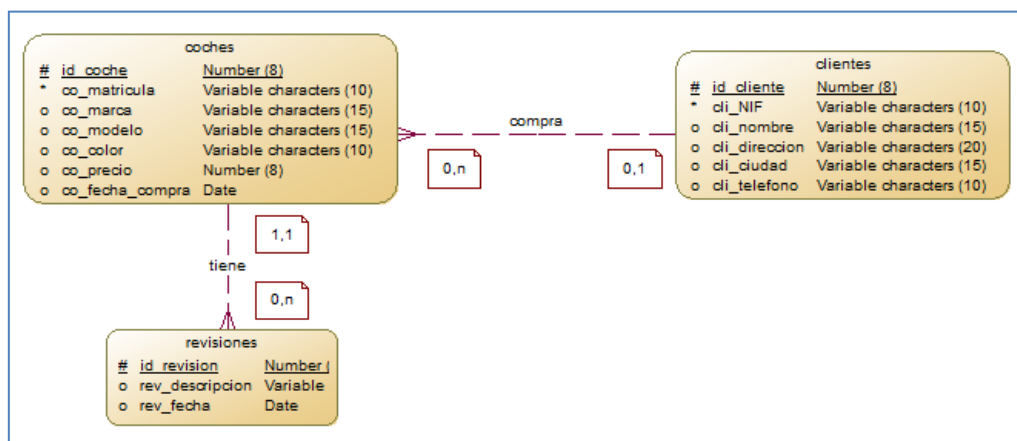 coches
# id_coche Number (8)
* co_matricula Variable characters (10)
o co_marca Variable characters (15)
o co_modelo Variable characters (15)
o co_color Variable characters (10)
o co_precio Number (8)
o co_fecha_compra Date
clientes
# id_cliente Number (8)
* cli_NIF Variable characters (10)
o cli_nombre Variable characters (15)
o cli_direccion Variable characters (20)
o cli_ciudad Variable characters (15)
o cli_telefono Variable characters (10)
compra
0,n
0,1
1,1
tiene
0,n
revisiones
# id_revision Number (
o rev_descripcion Variable
o rev_fecha Date